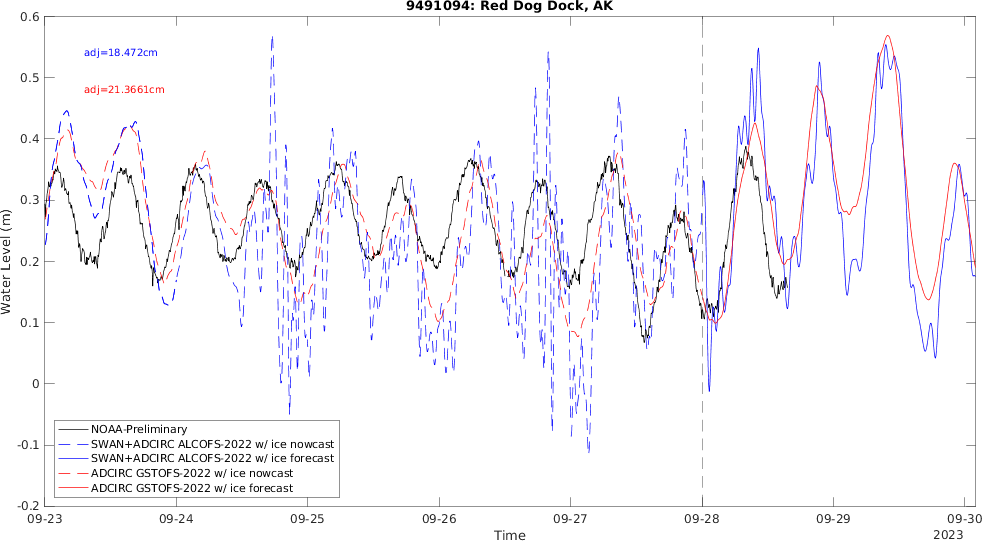 9491094: Red Dog Dock, AK
0.6
0.5
0.4
0.3
0.2
0.1
0
-0.1
-0.2
Water Level (m)
adj=18.472cm
adj=21.3661cm
NOAA-Preliminary
SWAN+ADCIRC ALCOFS-2022 w/ ice nowcast
SWAN+ADCIRC ALCOFS-2022 w/ ice forecast
ADCIRC GSTOFS-2022 w/ ice nowcast
ADCIRC GSTOFS-2022 w/ ice forecast
09-23 09-24 09-25 09-26 09-27 09-28 09-29 09-30
Time
2023